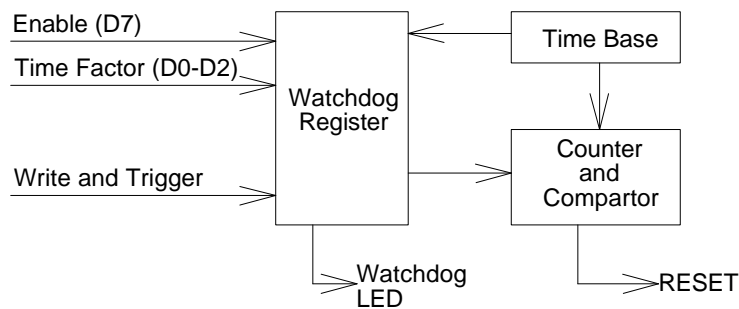 Enable (D7)
Time Factor (D0-D2)
Write and Trigger
Watchdog
Register
Time Base
Counter
and
Compartor
Watchdog
LED
RESET